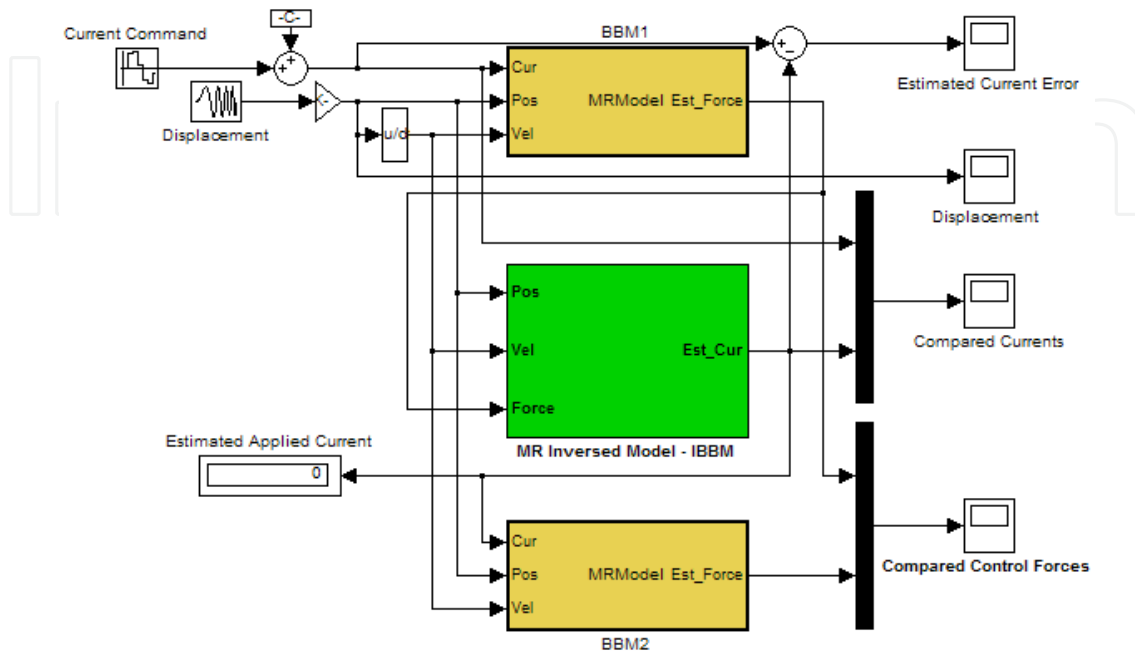 -C-
Current Command
BBM1
Cur
Pos
MRModel Est_Force
Vel
Estimated Current Error
Displacement
u/d
Displacement
Pos
Vel
Est_Cur
Force
Compared Currents
MR Inversed Model - IBBM
Estimated Applied Current
0
Cur
Pos
MRModel Est_Force
Vel
BBM2
Compared Control Forces